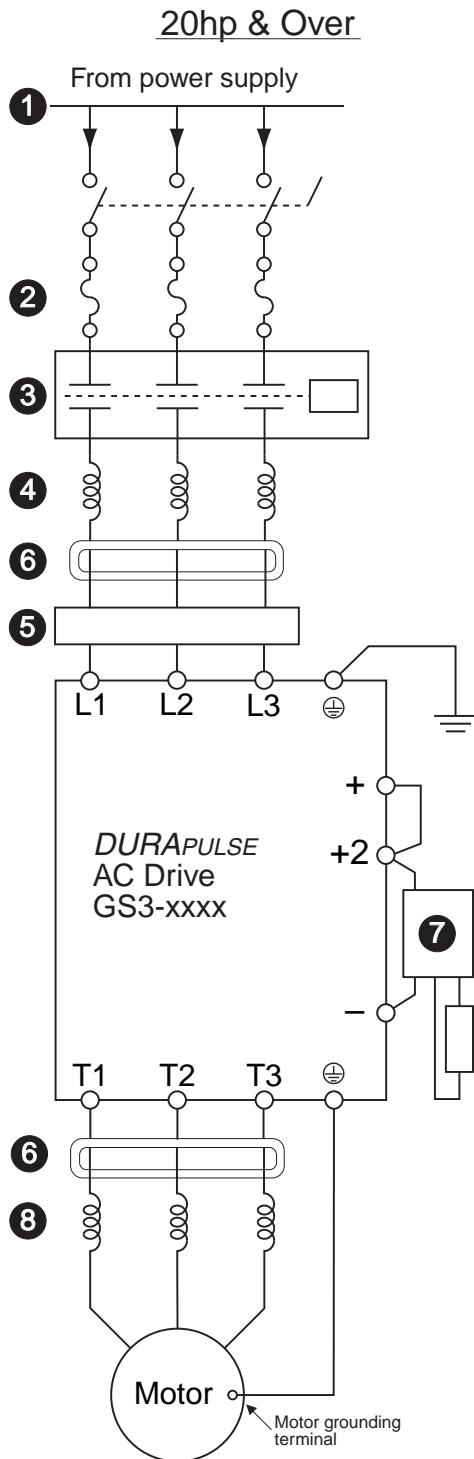 20hp & Over
From power supply
1
2
3
4
6
5
L1 L2 L3
+
DURAPULSE
+2
AC Drive
GS3-xxxx
7
−
T1 T2 T3
6
8
Motor
Motor grounding
terminal